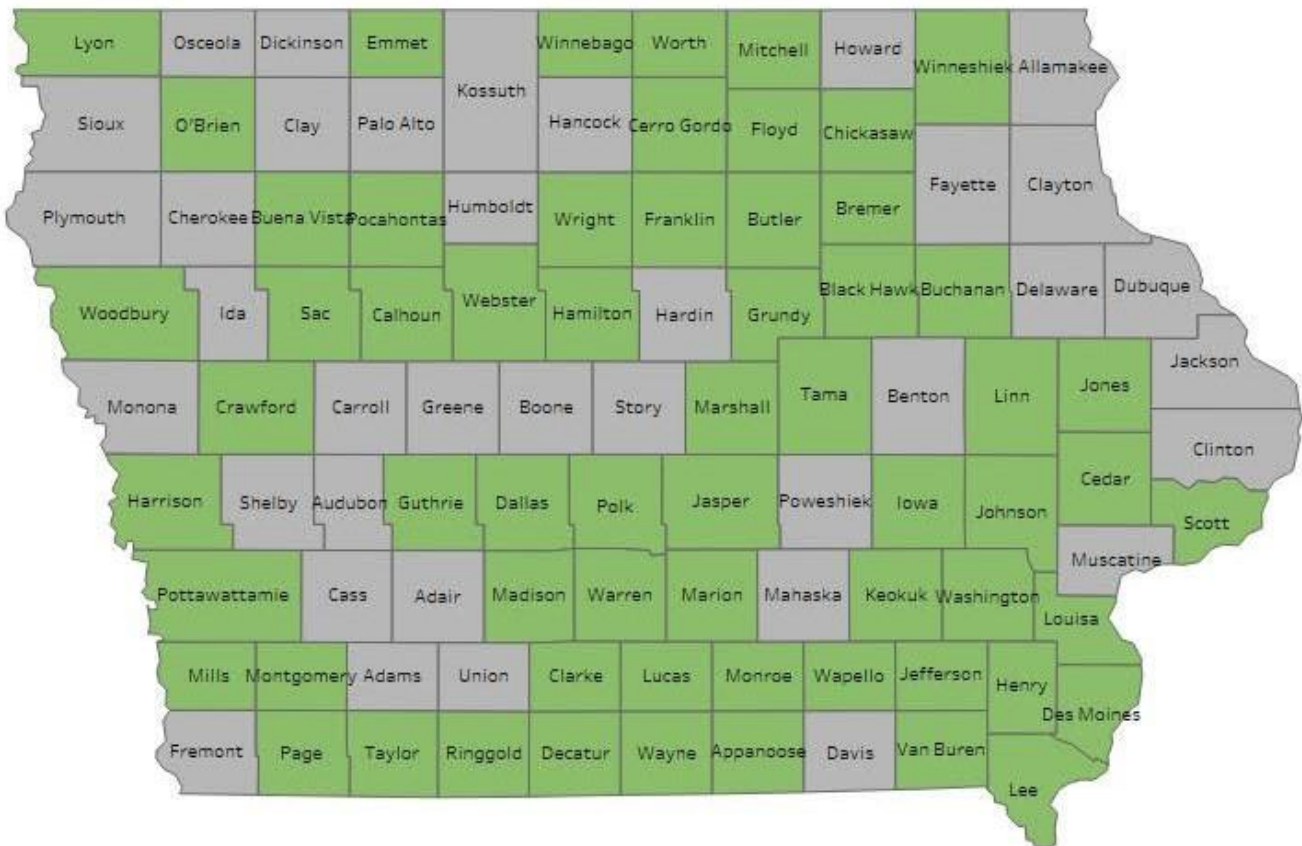 Lyon
Osceola
Dickinson
Emmet
Kossuth
Winnebago
Worth
Mitchell
Howard
Winneshiek
Allamakee
Sioux
O'Brien
Clay
Palo Alto
Hancock
Cerro Gordo
Floyd
Chickasaw
Fayette
Clayton
Plymouth
Cherokee
Buena Vista
Pocahontas
Humboldt
Wright
Franklin
Butler
Bremer
Woodbury
Ida
Sac
Calhoun
Webster
Hamilton
Hardin
Grundy
Black Hawk
Buchanan
Delaware
Dubuque
Jackson
Monona
Crawford
Carroll
Greene
Boone
Story
Marshall
Tama
Benton
Linn
Jones
Clinton
Harrison
Shelby
Audubon
Guthrie
Dallas
Polk
Jasper
Poweshiek
Iowa
Johnson
Cedar
Scott
Muscatine
Pottawattamie
Cass
Adair
Madison
Warren
Marion
Mahaska
Keokuk
Washington
Louisa
Mills
Montgomery
Adams
Union
Clarke
Lucas
Monroe
Wapello
Jefferson
Henry
Des Moines
Fremont
Page
Taylor
Ringgold
Decatur
Wayne
Appanoose
Davis
Van Buren
Lee